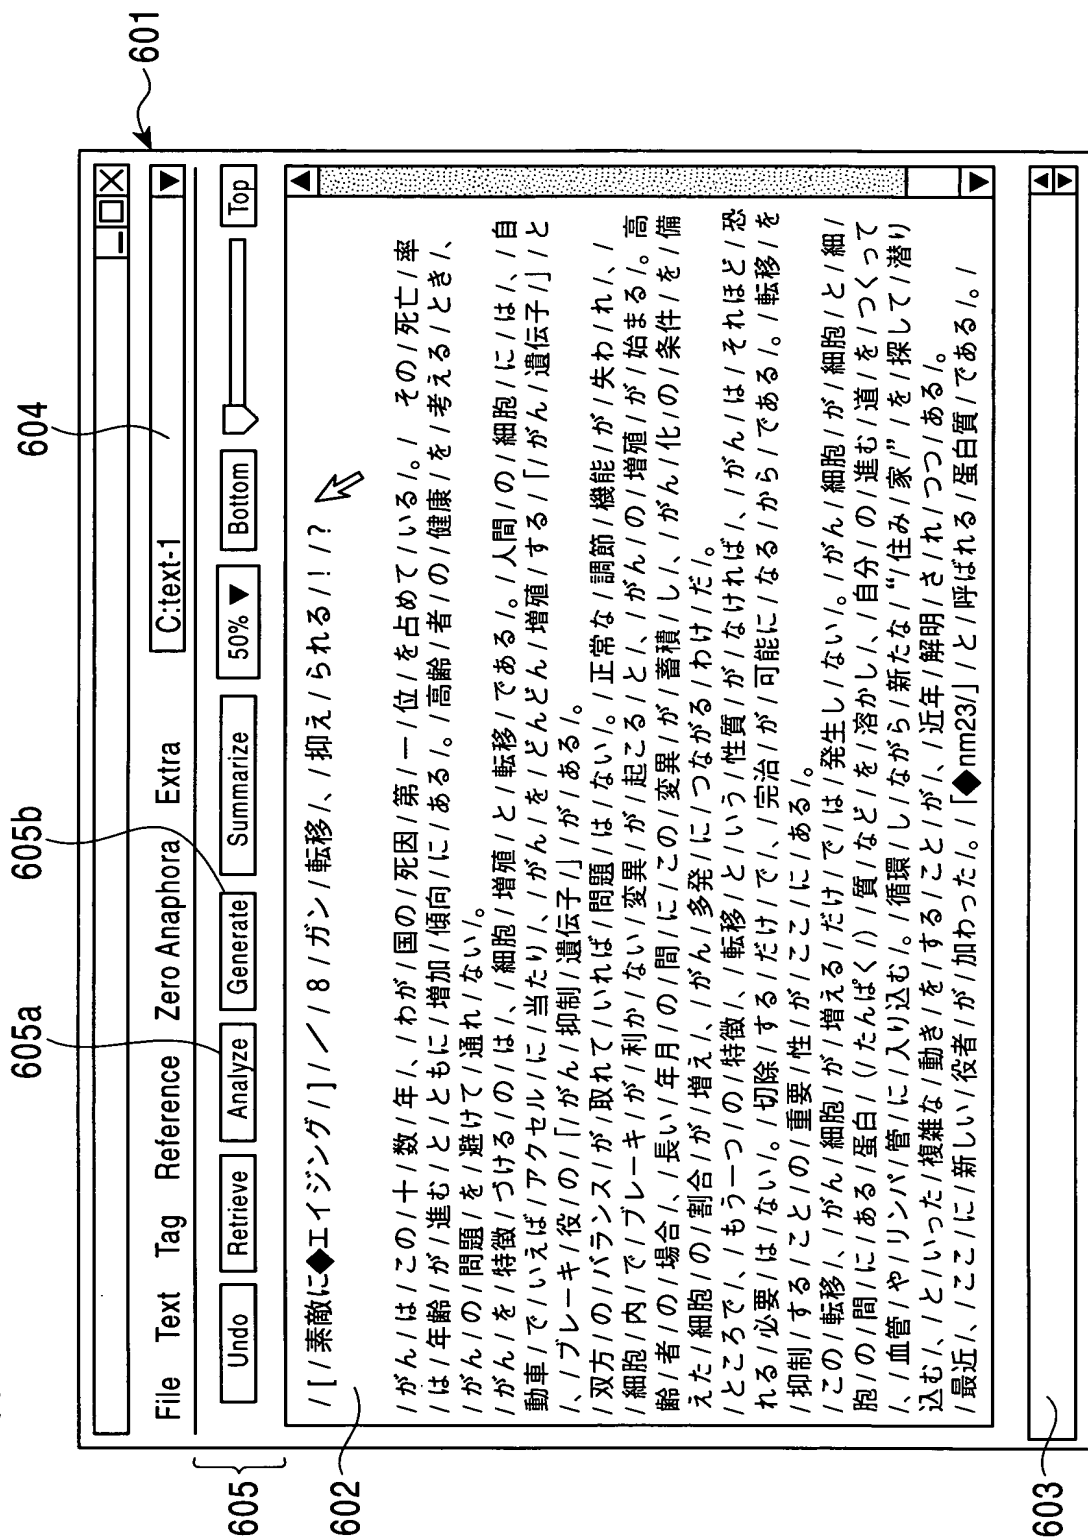 601
604
605b
605a
C:text-1
File Text Tag Reference Zero Anaphora Extra
605
Undo Retrieve Analyze Generate Summarize 50% ▼ Bottom Top
602
/ [ / 素敵に◆エイジング / ] / ／ / 8 / ガン / 転移 / 、 / 抑え / られる / ! / ?
/ がん / は / この / 十 / 数 / 年 / 、 / わが / 国の / 死因 / 第 / 一 / 位 / を占めて / いる / 。 / その / 死亡 / 率
は / 年齢 / が / 進む / と / ともに / 増加 / 傾向 / に / ある / 。 / 高齢 / 者 / の / 健康 / を / 考える / とき / 、
/ がん / の / 問題 / を / 避けて / 通れ / ない / 。
/ がん / を / 特徴 / づける / の / は / 、 / 細胞 / 増殖 / と / 転移 / である / 。 / 人間 / の / 細胞 / に / は / 、 / 自
動車 / で / いえば / アクセル / に / 当たり / 、 / がん / を / どんどん / 増殖 / する / 「 / がん / 遺伝子 / 」 / と
/ 、 / ブレーキ / 役 / の / 「 / がん / 抑制 / 遺伝子 / 」 / が / ある / 。
/ 双方 / の / バランス / が / 取れて / いれば / 問題 / は / ない / 。 / 正常な / 調節 / 機能 / が / 失わ / れ / 、 /
/ 細胞 / 内 / で / ブレーキ / が / 利か / ない / 変異 / が / 起こる / と / 、 / がん / の / 増殖 / が / 始まる / 。 高
齢 / 者 / の / 場合 / 、 / 長い / 年月 / の / 間 / に / この / 変異 / が / 蓄積 / し / 、 / がん / 化 / の / 条件 / を / 備
えた / 細胞 / の / 割合 / が / 増え / 、 / がん / 多発 / に / つながる / わけ / だ / 。
/ ところで / 、 / もう一つ / の / 特徴 / 、 / 転移 / と / いう / 性質 / が / なければ / 、 / がん / は / それほど / 恐
れる / 必要 / は / ない / 。 / 切除 / する / だけ / で / 、 / 完治 / が / 可能に / なる / から / である / 。 / 転移 / を
/ 抑制 / する / こと / の / 重要 / 性 / が / ここ / に / ある / 。
/ この / 転移 / 、 / がん / 細胞 / が / 増える / だけ / で / は / 発生し / ない / 。 / がん / 細胞 / が / 細胞 / と / 細 /
胞 / の / 間 / に / ある / 蛋白 / ( / たんぱく / ) / 質 / など / を / 溶かし / 、 / 自分 / の / 進む / 道 / を / つくって
/ 、 / 血管 / や / リンパ / 管 / に / 入り込む / 。 / 循環 / し / ながら / 新たな / “ / 住み / 家 / ” / を / 探して / 潜り
込む / 、 / と / いった / 複雑な / 動き / を / する / こと / が / 、 / 近年 / 解明 / さ / れ / つつ / ある / 。
/ 最近 / 、 / ここ / に / 新しい / 役者 / が / 加わった / 。 / 「 ◆nm23 / 」 / と / 呼ばれる / 蛋白質 / である / 。 /
603